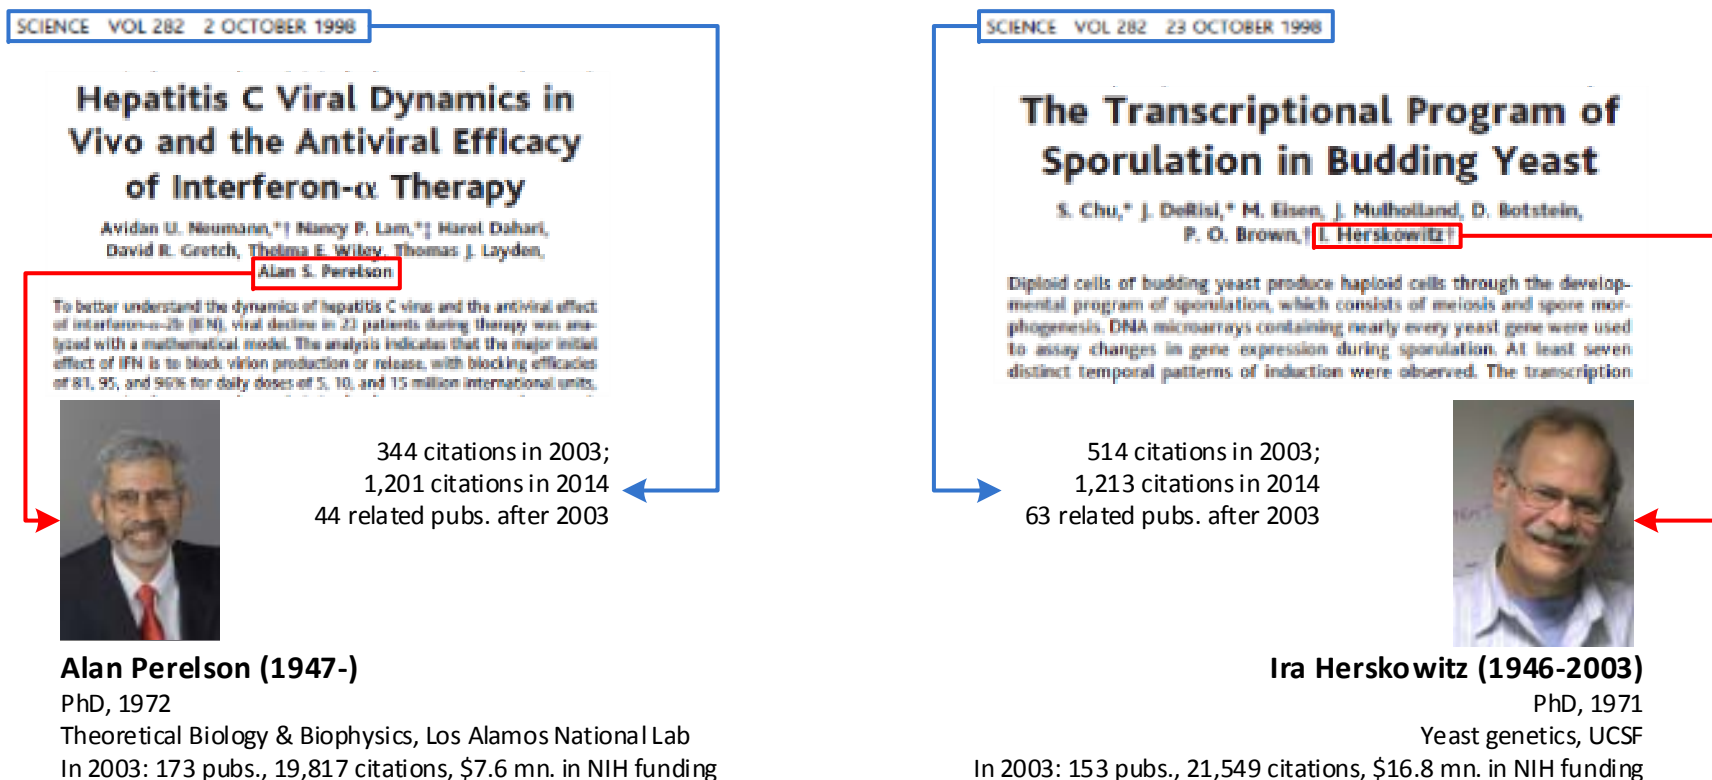 SCIENCE VOL 282 2 OCTOBER 1998
Hepatitis C Viral Dynamics in
Vivo and the Antiviral Efficacy
of Interferon-α Therapy
Avidan U. Neumann,*† Nancy P. Lam,*‡ Harel Dahari,
David R. Gretch, Thelma E. Wiley, Thomas J. Layden,
Alan S. Perelson
To better understand the dynamics of hepatitis C virus and the antiviral effect
of interferon-α-2b (IFN), viral decline in 23 patients during therapy was ana-
lyzed with a mathematical model. The analysis indicates that the major initial
effect of IFN is to block virion production or release, with blocking efficacies
of 81, 95, and 96% for daily doses of 5, 10, and 15 million international units,
344 citations in 2003;
1,201 citations in 2014
44 related pubs. after 2003
Alan Perelson (1947-)
PhD, 1972
Theoretical Biology & Biophysics, Los Alamos National Lab
In 2003: 173 pubs., 19,817 citations, $7.6 mn. in NIH funding
SCIENCE VOL 282 23 OCTOBER 1998
The Transcriptional Program of
Sporulation in Budding Yeast
S. Chu,* J. DeRisi,* M. Eisen, J. Mulholland, D. Botstein,
P. O. Brown,† I. Herskowitz†
Diploid cells of budding yeast produce haploid cells through the develop-
mental program of sporulation, which consists of meiosis and spore mor-
phogenesis. DNA microarrays containing nearly every yeast gene were used
to assay changes in gene expression during sporulation. At least seven
distinct temporal patterns of induction were observed. The transcription
514 citations in 2003;
1,213 citations in 2014
63 related pubs. after 2003
Ira Herskowitz (1946-2003)
PhD, 1971
Yeast genetics, UCSF
In 2003: 153 pubs., 21,549 citations, $16.8 mn. in NIH funding